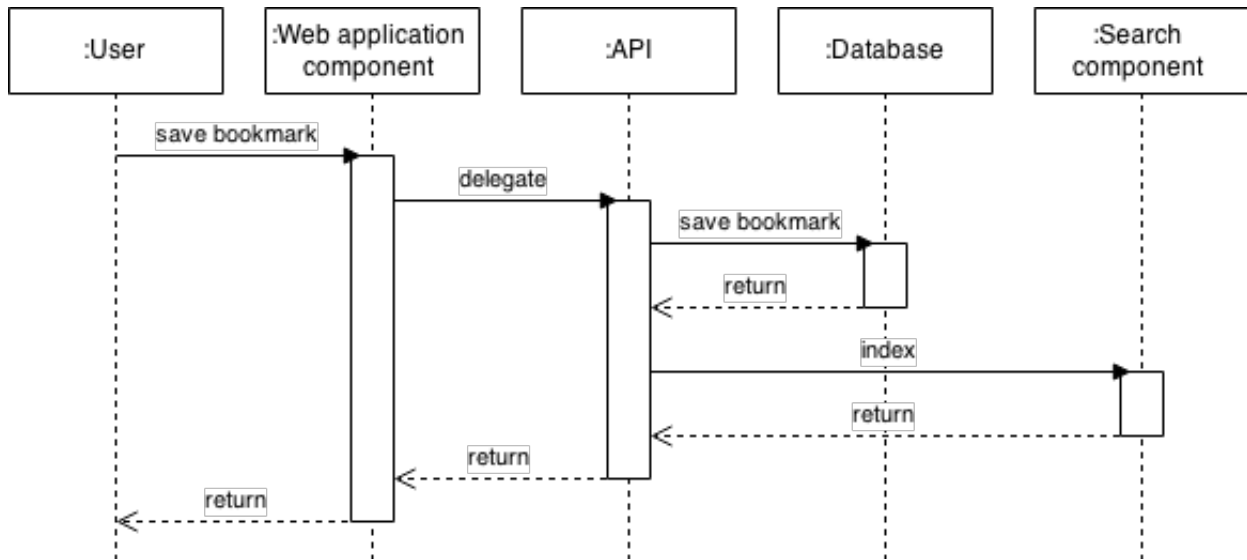 :User
:Web application
component
:API
:Database
:Search
component
save bookmark
delegate
save bookmark
return
index
return
return
return